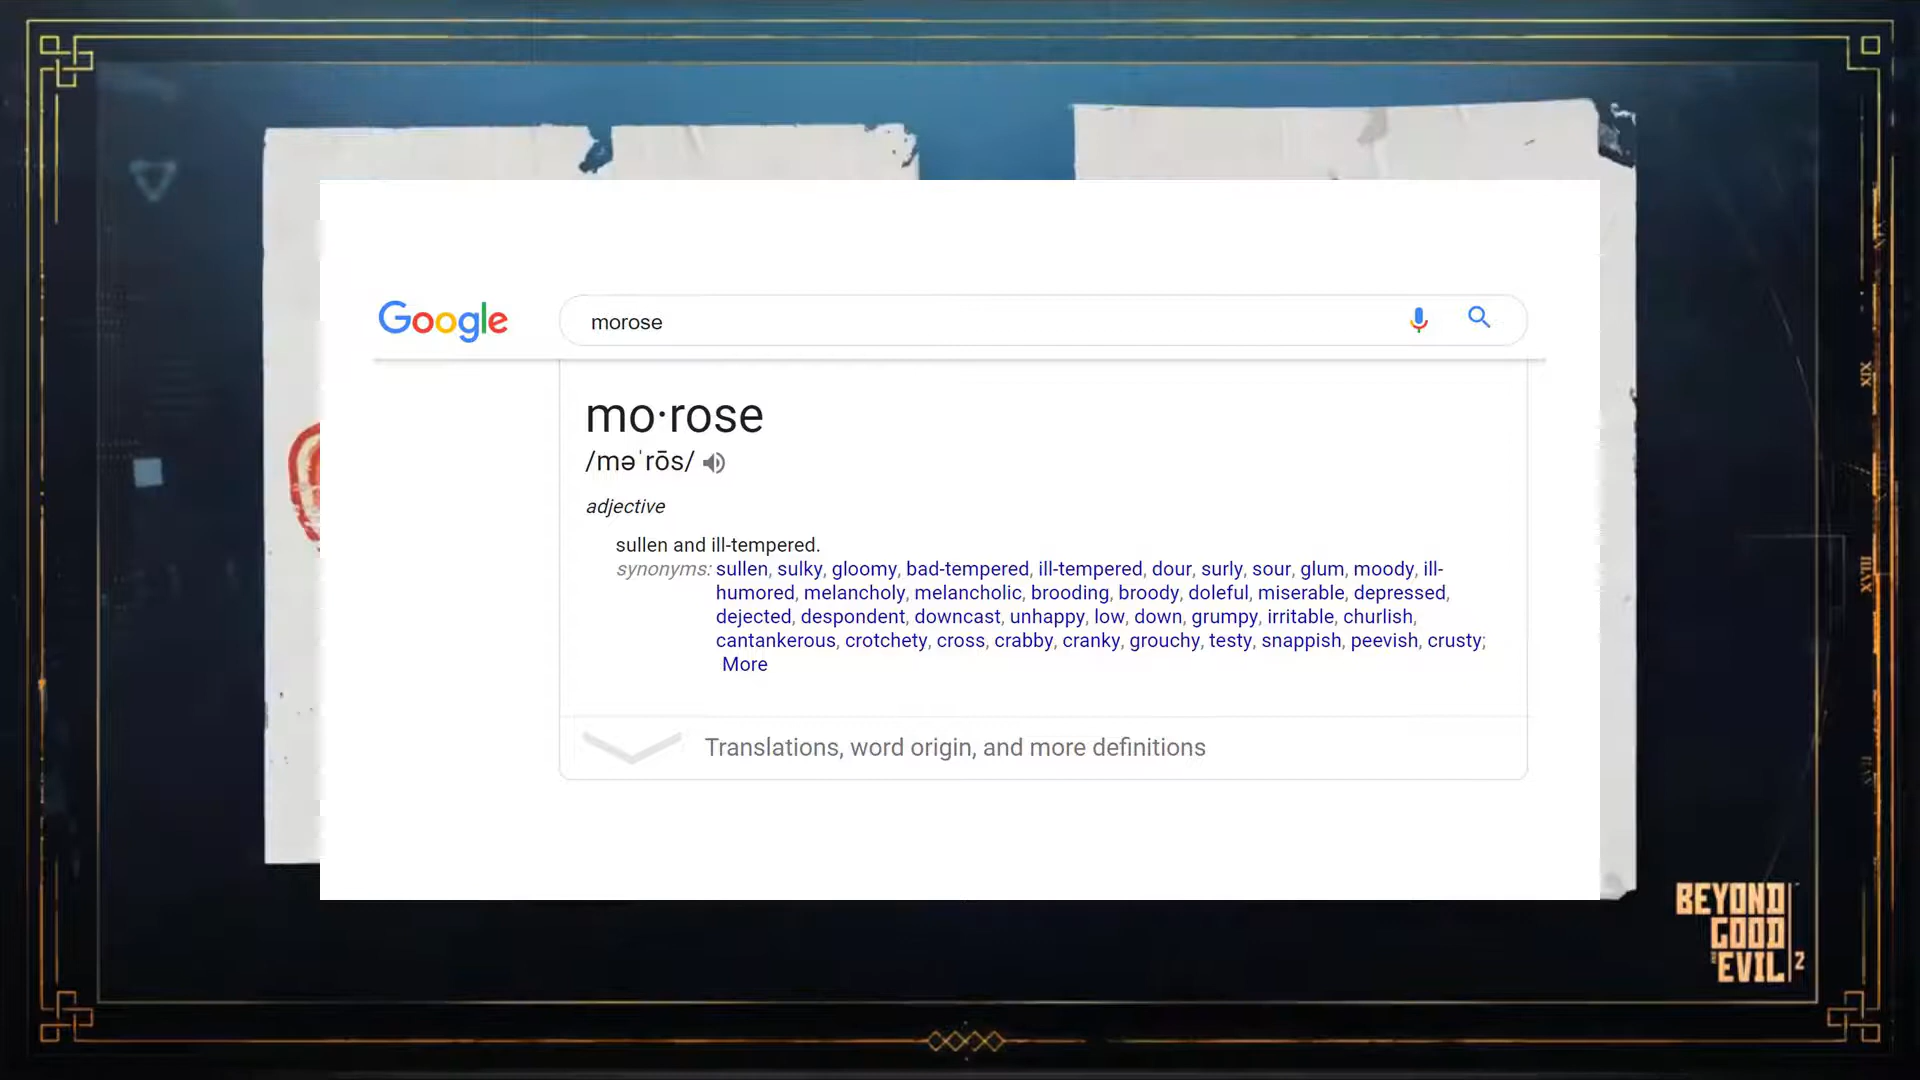 Google
morose
mo·rose
/məˈrōs/
adjective
sullen and ill-tempered.
synonyms: sullen, sulky, gloomy, bad-tempered, ill-tempered, dour, surly, sour, glum, moody, ill-
humored, melancholy, melancholic, brooding, broody, doleful, miserable, depressed,
dejected, despondent, downcast, unhappy, low, down, grumpy, irritable, churlish,
cantankerous, crotchety, cross, crabby, cranky, grouchy, testy, snappish, peevish, crusty;
More
Translations, word origin, and more definitions
XIX
XVIII
BEYOND
GOOD
AND EVIL 2